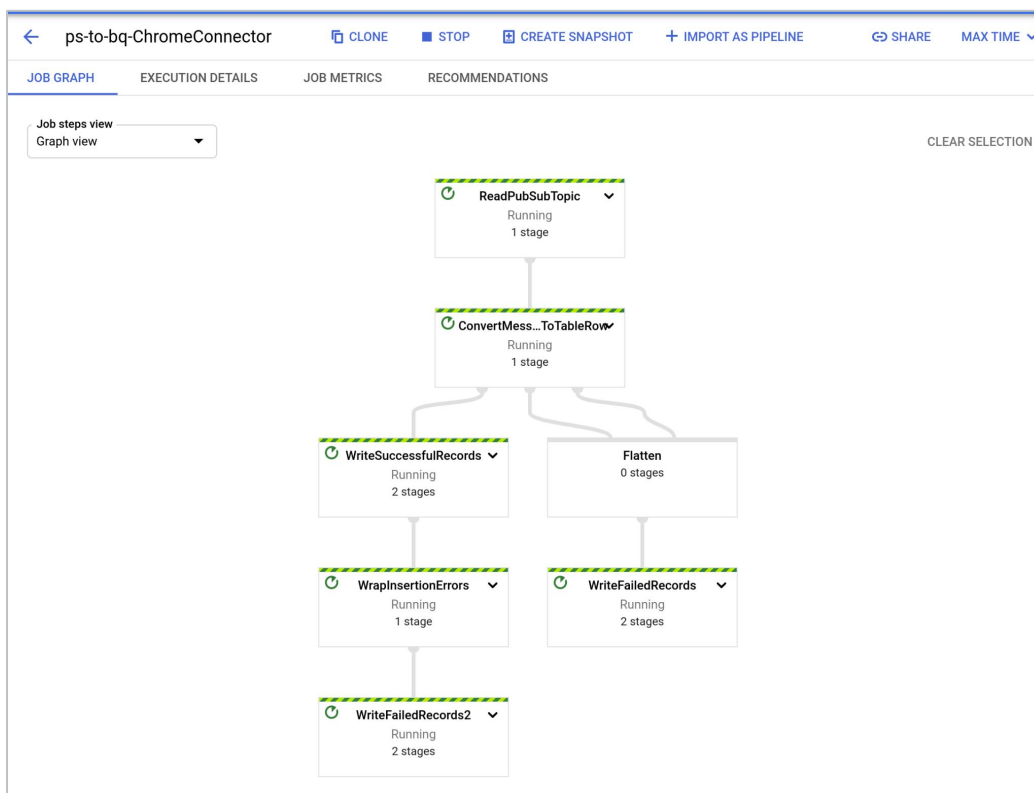 ps-to-bq-ChromeConnector
CLONE
STOP
CREATE SNAPSHOT
IMPORT AS PIPELINE
SHARE
MAX TIME
JOB GRAPH
EXECUTION DETAILS
JOB METRICS
RECOMMENDATIONS
Job steps view
Graph view
CLEAR SELECTION
ReadPubSubTopic
Running
1 stage
ConvertMess...ToTableRow
Running
1 stage
WriteSuccessfulRecords
Running
2 stages
Flatten
0 stages
WrapInsertionErrors
Running
1 stage
WriteFailedRecords
Running
2 stages
WriteFailedRecords2
Running
2 stages